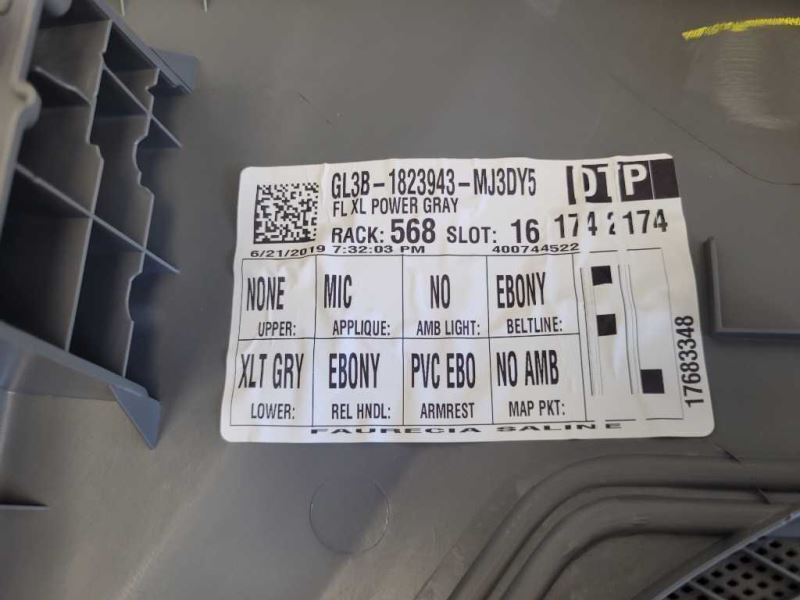 GL3B-1823943-MJ3DY5
FL XL POWER GRAY
DTP
RACK: 568 SLOT: 16
6/21/2019 7:32:03 PM 400744522
174 2174
NONE MIC NO EBONY
UPPER: APPLIQUE: AMB LIGHT: BELTLINE:
XLT GRY EBONY PVC EBO NO AMB
LOWER: REL HNDL: ARMREST MAP PKT:
17683348
FAURECIA SALINE